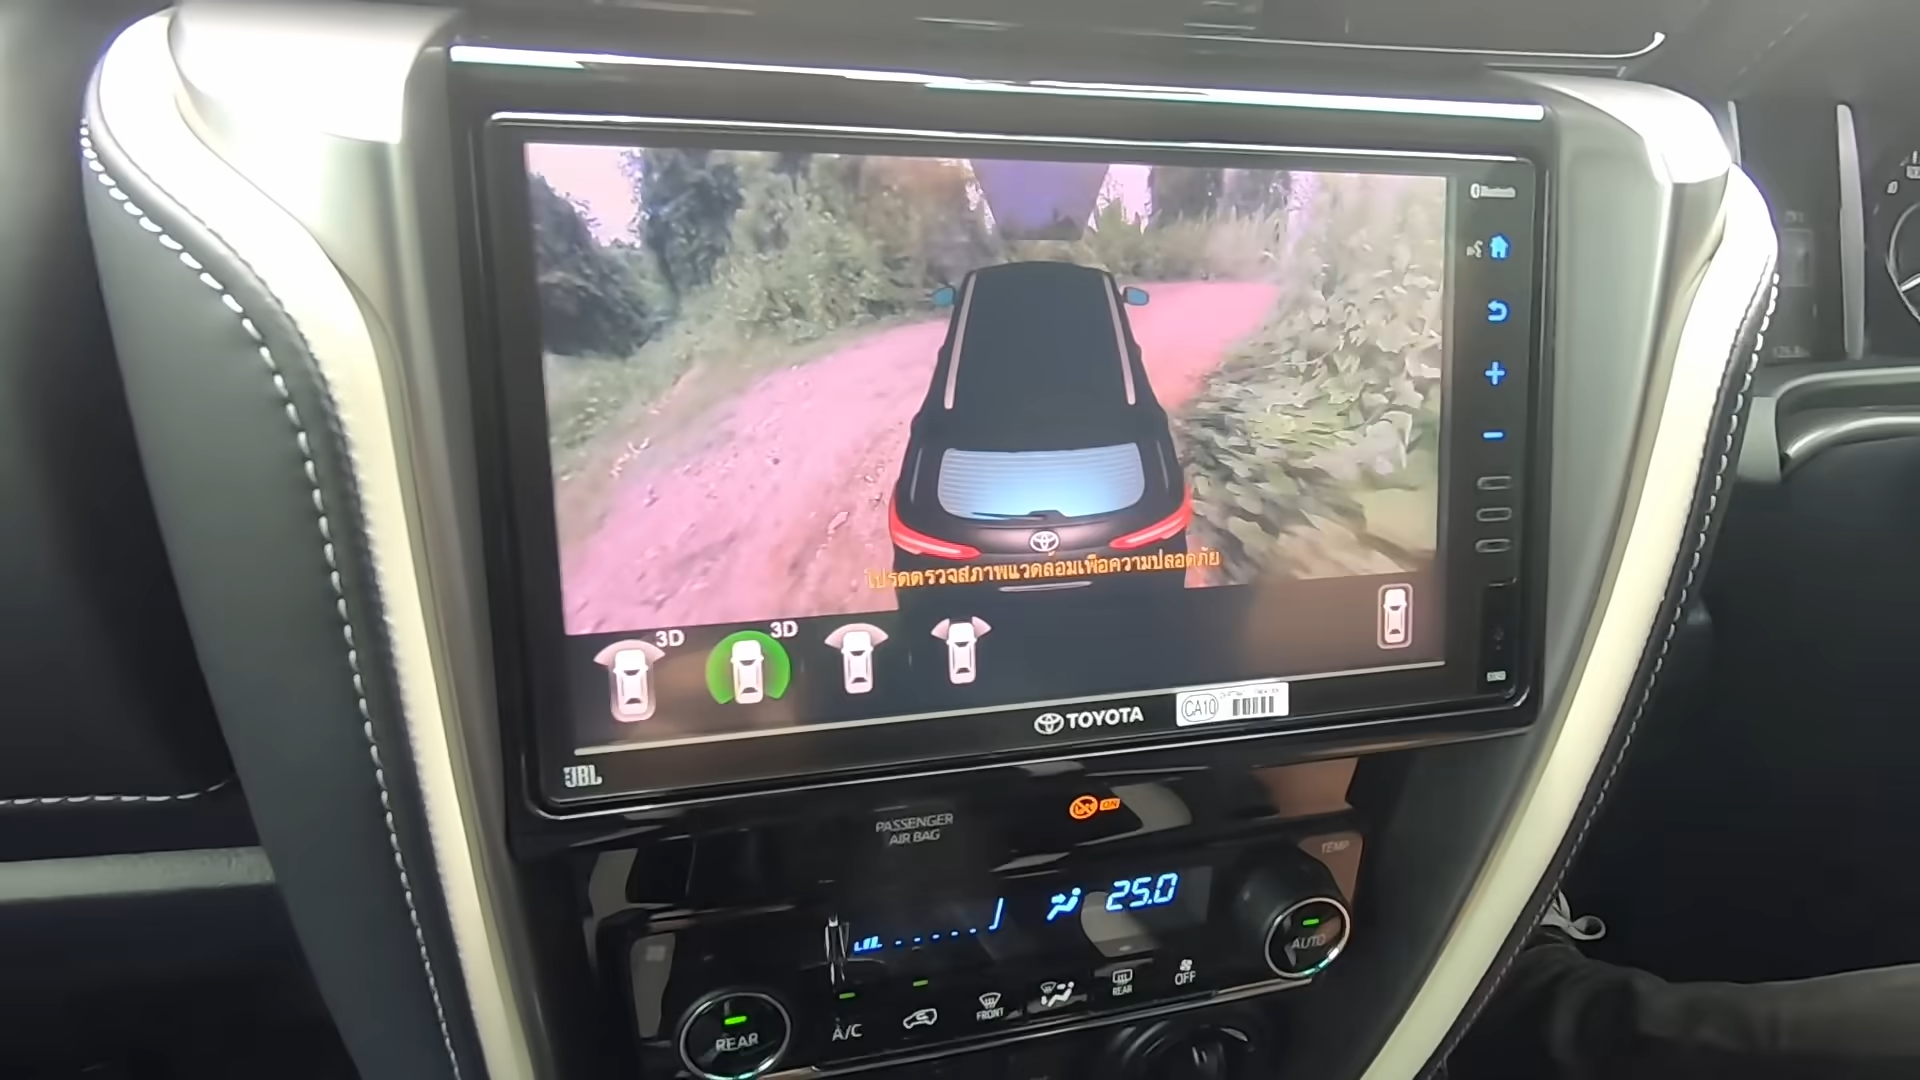 Bluetooth
โปรดตรวจสภาพแวดล้อมเพื่อความปลอดภัย
3D
3D
TOYOTA
CA10
JBL
PASSENGER
AIR BAG
ON
TEMP
25.0
AUTO
REAR
A/C
FRONT
REAR
OFF